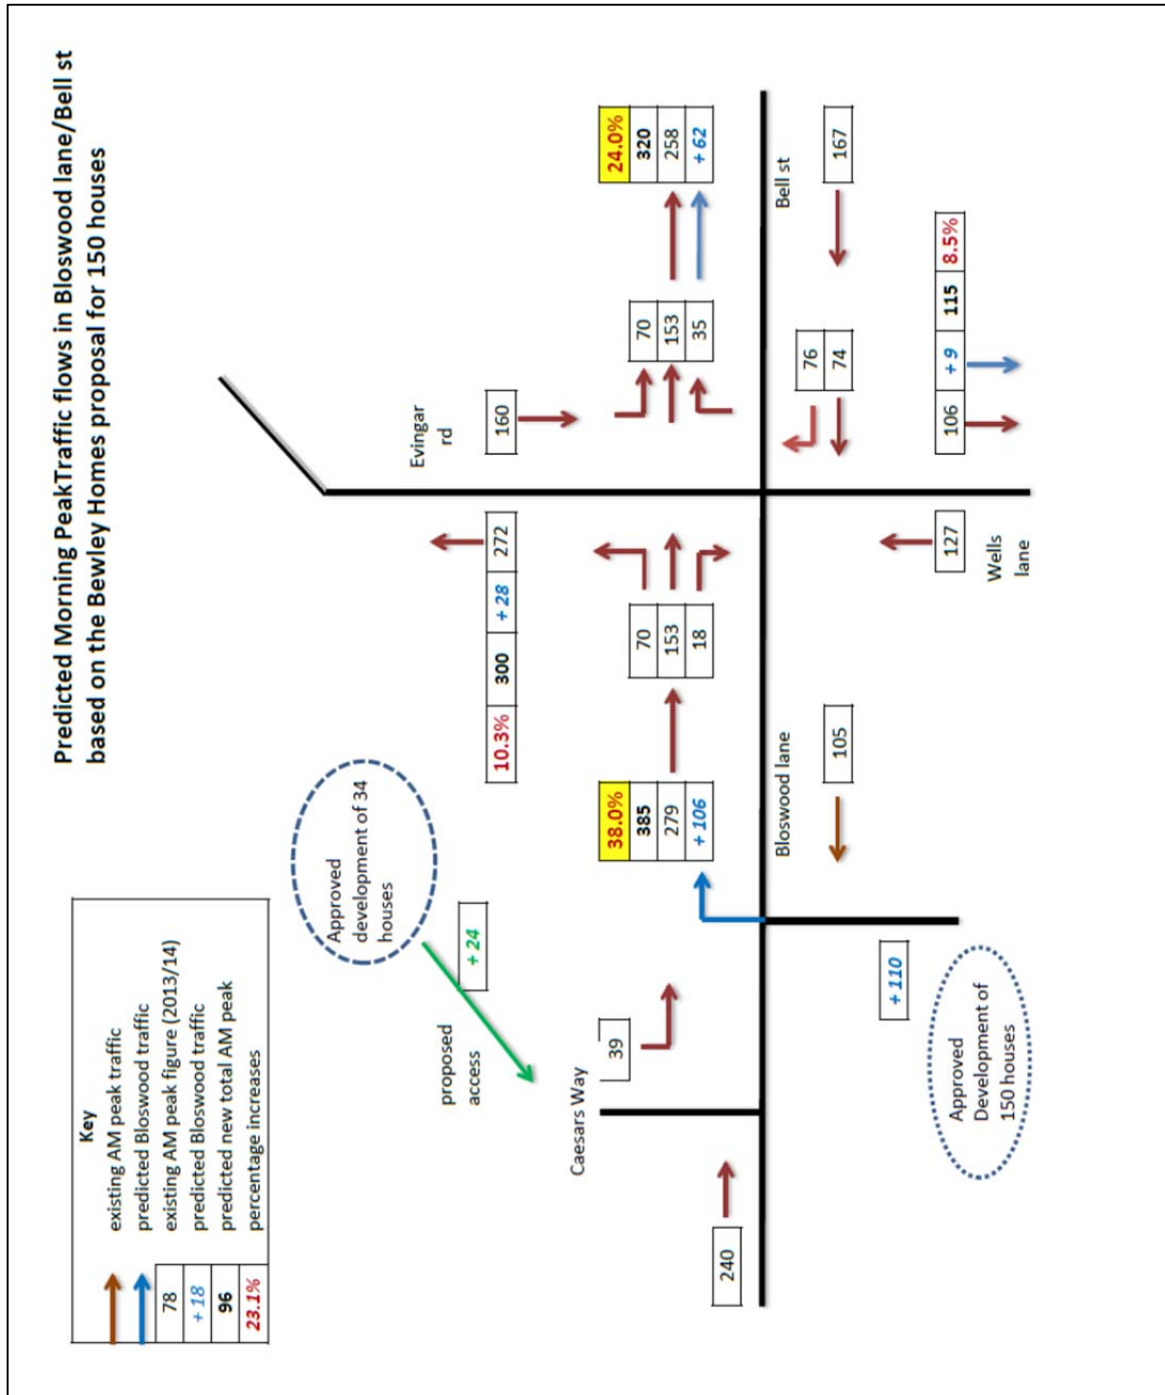 Predicted Morning PeakTraffic flows in Bloswood lane/Bell st
based on the Bewley Homes proposal for 150 houses
Key
existing AM peak traffic
predicted Bloswood traffic
78 existing AM peak figure (2013/14)
+ 18 predicted Bloswood traffic
96 predicted new total AM peak
23.1% percentage increases
Approved
development of 34
houses
+ 24
proposed
access
Caesars Way
39
240
10.3% 300 + 28 272
Evingar
rd
160
38.0%
385
279
+ 106
70
153
18
70
153
35
24.0%
320
258
+ 62
Bloswood lane
105
Bell st
167
76
74
+ 110
Approved
Development of
150 houses
127
Wells
lane
106 + 9 115 8.5%